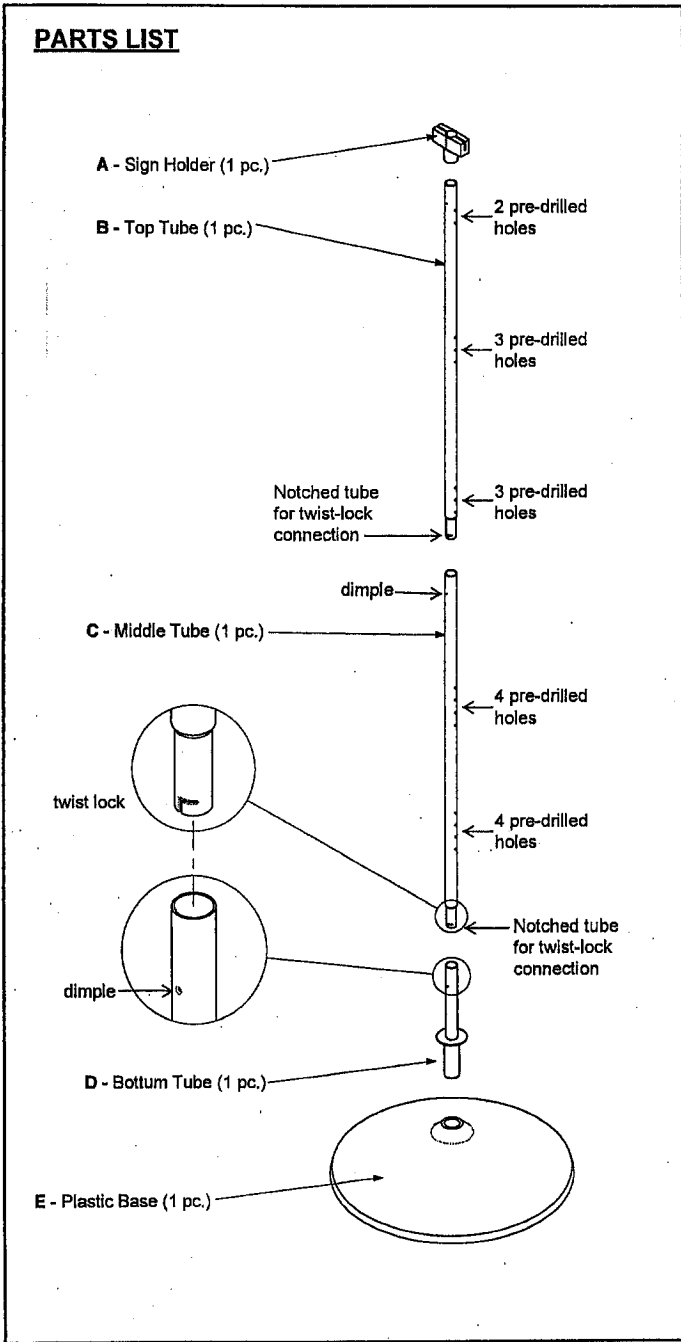 PARTS LIST
A - Sign Holder (1 pc.)
2 pre-drilled
holes
B - Top Tube (1 pc.)
3 pre-drilled
holes
Notched tube
for twist-lock
connection
3 pre-drilled
holes
dimple
C - Middle Tube (1 pc.)
4 pre-drilled
holes
twist lock
4 pre-drilled
holes
Notched tube
for twist-lock
connection
dimple
D - Bottum Tube (1 pc.)
E - Plastic Base (1 pc.)